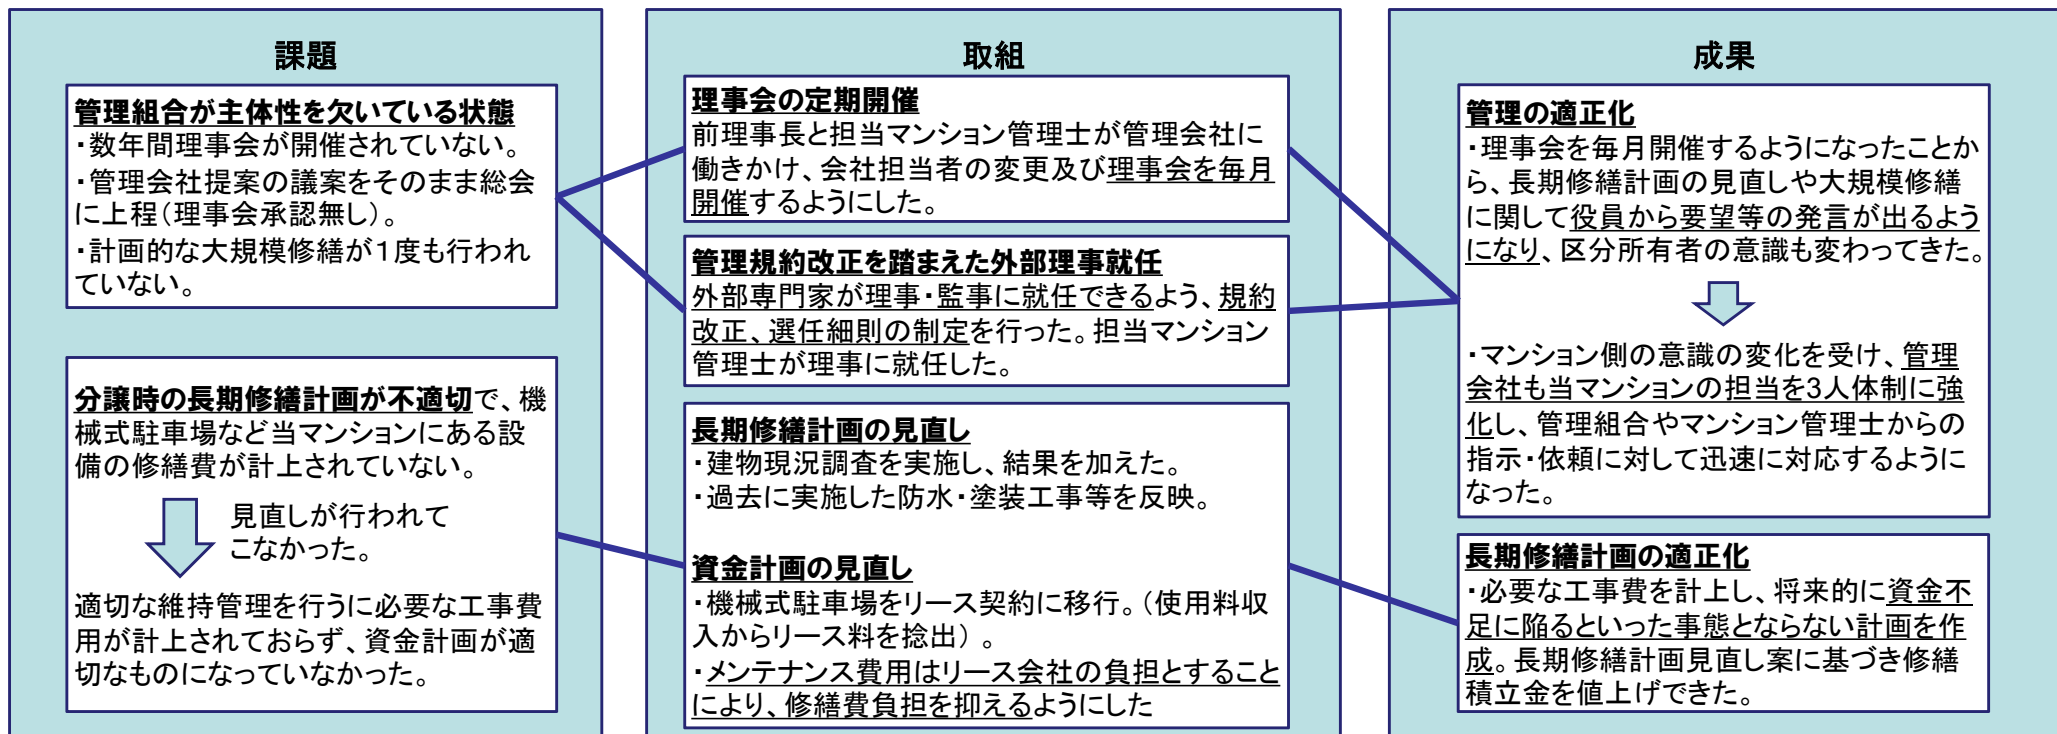 課題
管理組合が主体性を欠いている状態
・数年間理事会が開催されていない。
・管理会社提案の議案をそのまま総会
に上程(理事会承認無し)。
・計画的な大規模修繕が1度も行われ
ていない。
分譲時の長期修繕計画が不適切で、機
械式駐車場など当マンションにある設
備の修繕費が計上されていない。
見直しが行われて
こなかった。
適切な維持管理を行うに必要な工事費
用が計上されておらず、資金計画が適
切なものになっていなかった。
取組
理事会の定期開催
前理事長と担当マンション管理士が管理会社に
働きかけ、会社担当者の変更及び理事会を毎月
開催するようにした。
管理規約改正を踏まえた外部理事就任
外部専門家が理事・監事に就任できるよう、規約
改正、選任細則の制定を行った。担当マンション
管理士が理事に就任した。
長期修繕計画の見直し
・建物現況調査を実施し、結果を加えた。
・過去に実施した防水・塗装工事等を反映。
資金計画の見直し
・機械式駐車場をリース契約に移行。(使用料収
入からリース料を捻出)。
・メンテナンス費用はリース会社の負担とすること
により、修繕費負担を抑えるようにした
成果
管理の適正化
・理事会を毎月開催するようになったことか
ら、長期修繕計画の見直しや大規模修繕
に関して役員から要望等の発言が出るよう
になり、区分所有者の意識も変わってきた。
・マンション側の意識の変化を受け、管理
会社も当マンションの担当を3人体制に強
化し、管理組合やマンション管理士からの
指示・依頼に対して迅速に対応するように
なった。
長期修繕計画の適正化
・必要な工事費を計上し、将来的に資金不
足に陥るといった事態とならない計画を作
成。長期修繕計画見直し案に基づき修繕
積立金を値上げできた。